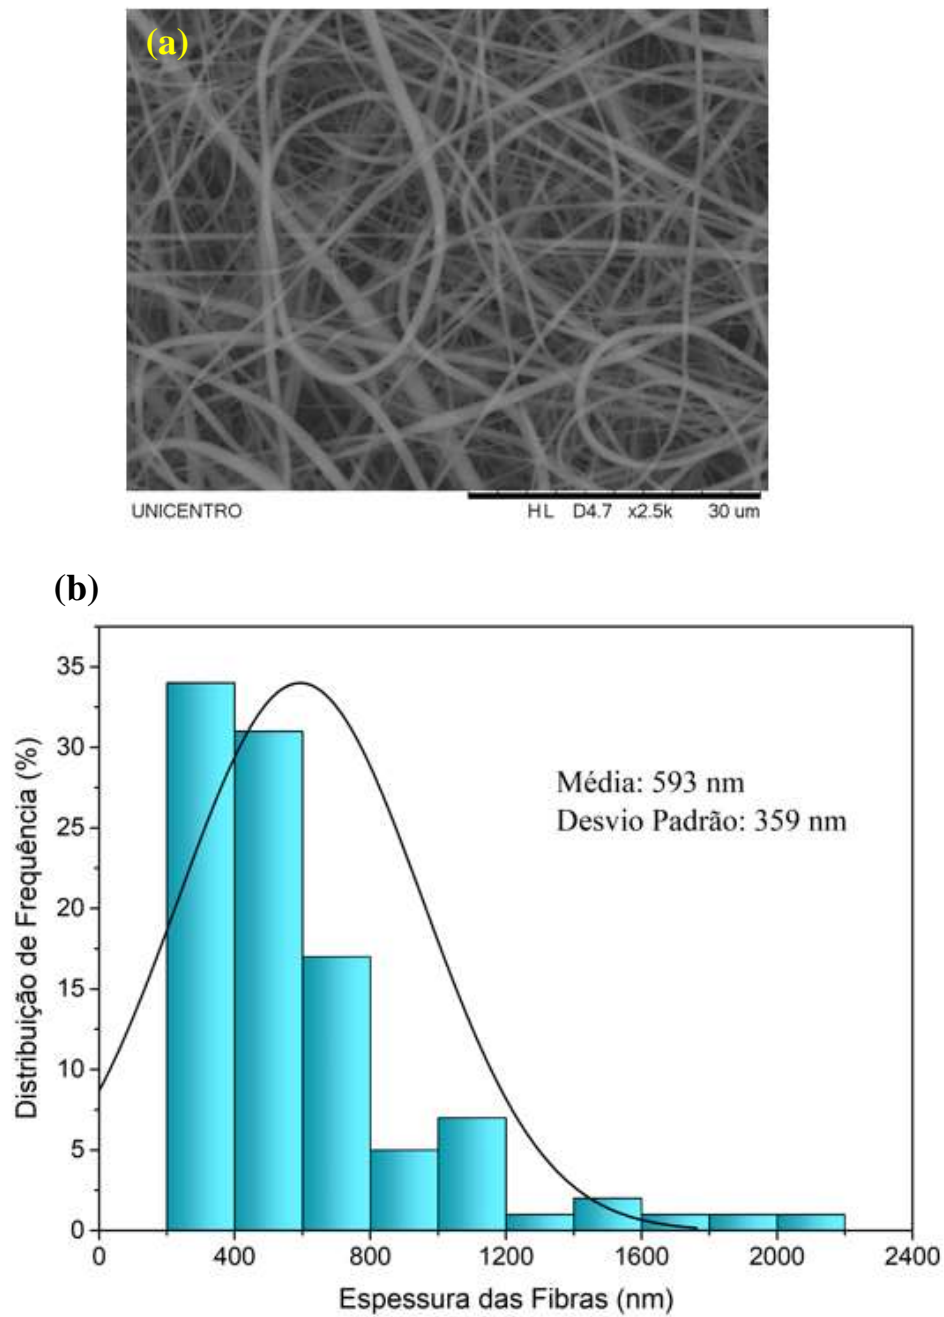 (a)
UNICENTRO HL D4.7 x2.5k 30 um
(b)
Distribuição de Frequência (%)
35
30
25
20
15
10
5
0
Média: 593 nm
Desvio Padrão: 359 nm
0 400 800 1200 1600 2000 2400
Espessura das Fibras (nm)